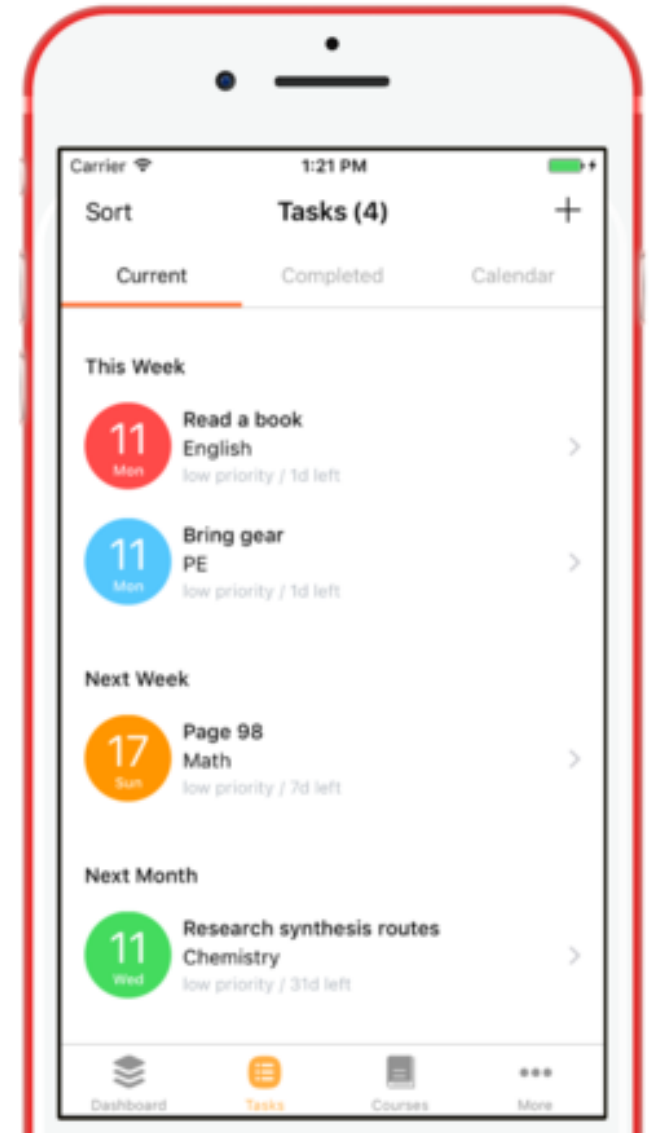 Carrier
1:21 PM
Sort
Tasks (4)
+
Current
Completed
Calendar
This Week
11
Mon
Read a book
English
low priority / 1d left
11
Mon
Bring gear
PE
low priority / 1d left
Next Week
17
Sun
Page 98
Math
low priority / 7d left
Next Month
11
Wed
Research synthesis routes
Chemistry
low priority / 31d left
Dashboard
Tasks
Courses
More